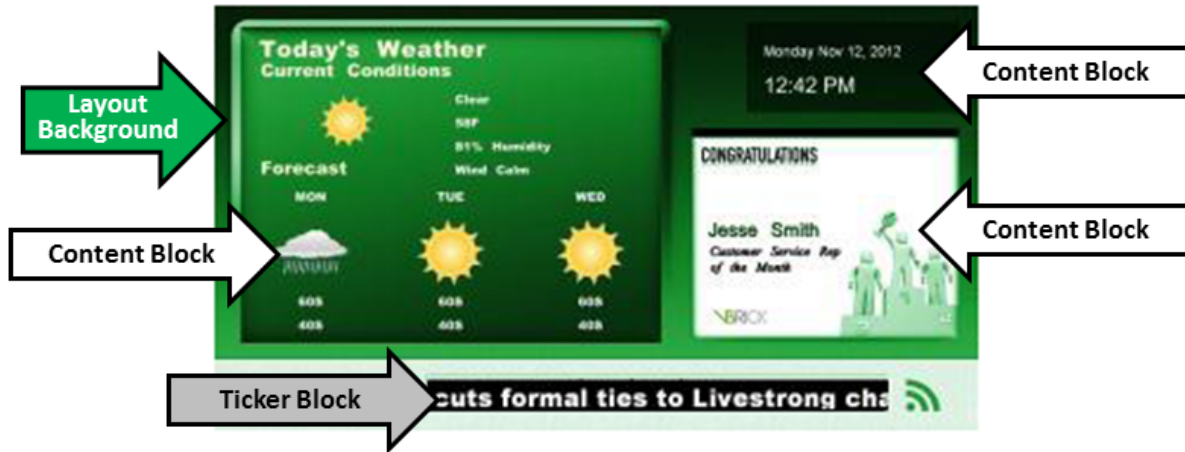 Today's Weather
Current Conditions
Clear
58F
81% Humidity
Wind Calm
Forecast
MON TUE WED
60S 60S 60S
40S 40S 40S
Monday Nov 12, 2012
12:42 PM
CONGRATULATIONS
Jesse Smith
Customer Service Rep
of the Month
VBRICK
cuts formal ties to Livestrong cha
Layout
Background
Content Block
Content Block
Content Block
Ticker Block